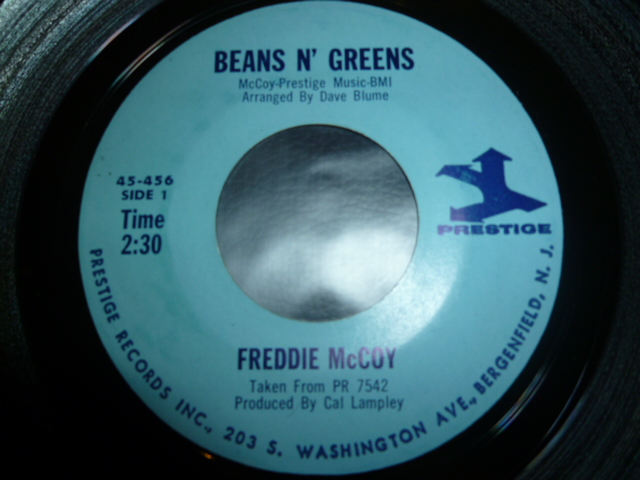 BEANS N' GREENS
McCoy-Prestige Music-BMI
Arranged By Dave Blume
45-456
SIDE 1
Time
2:30
PRESTIGE
FREDDIE McCOY
Taken From PR 7542
Produced By Cal Lampley
PRESTIGE RECORDS INC., 203 S. WASHINGTON AVE., BERGENFIELD, N. J.